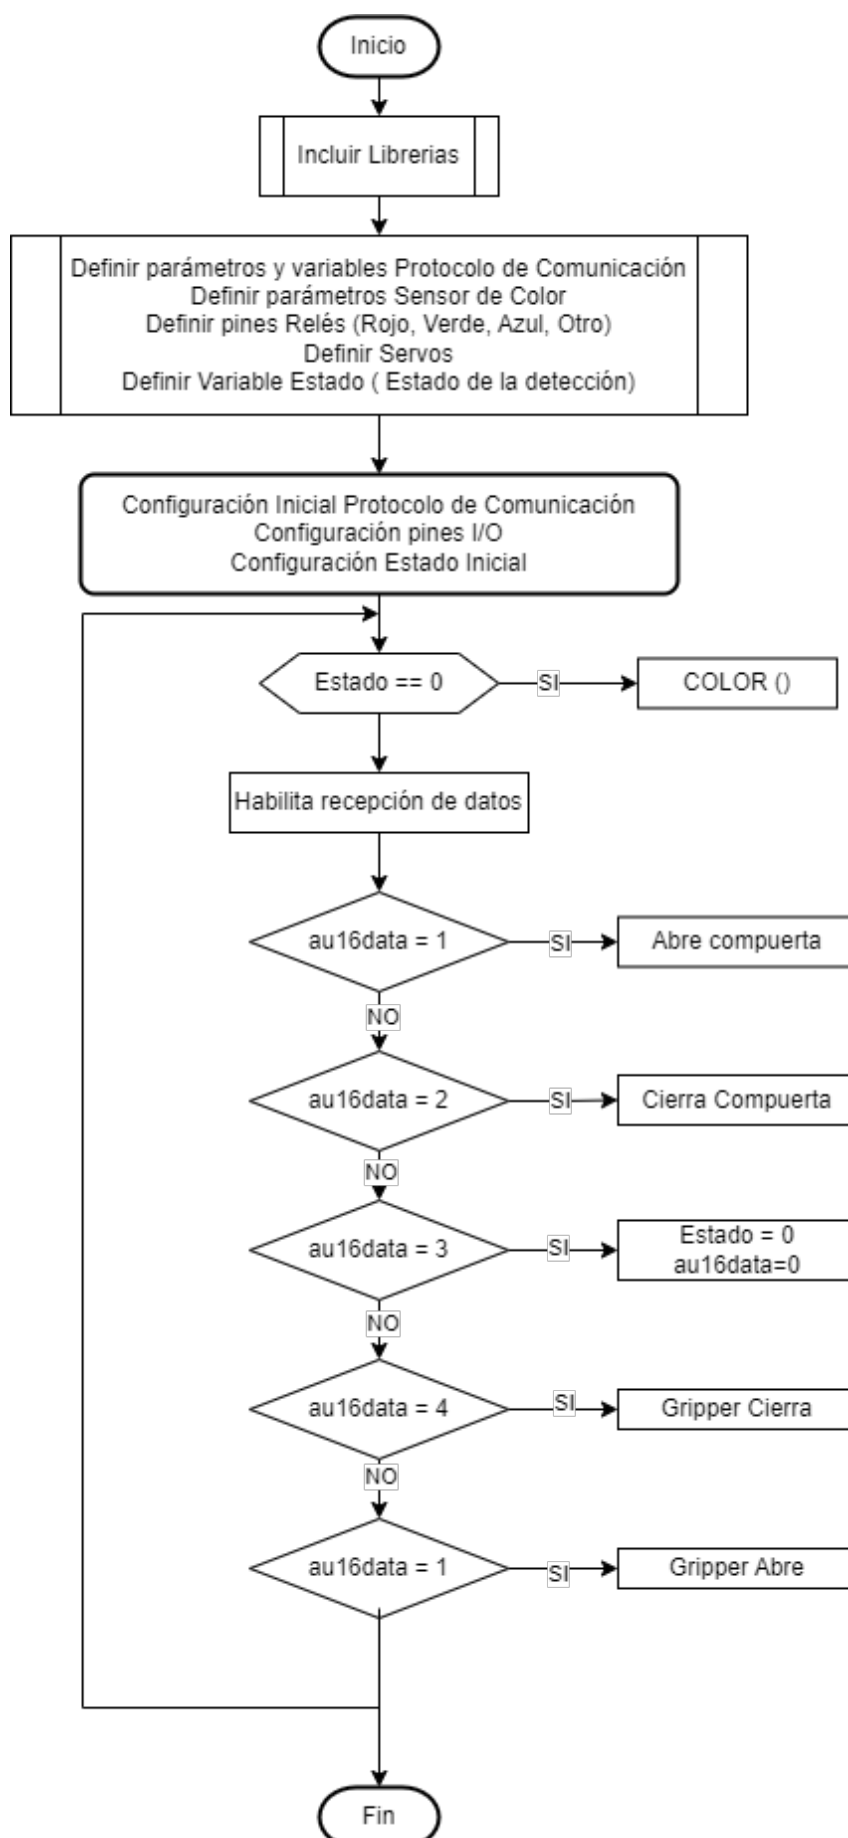 Inicio
Incluir Librerias
Definir parámetros y variables Protocolo de Comunicación
Definir parámetros Sensor de Color
Definir pines Relés (Rojo, Verde, Azul, Otro)
Definir Servos
Definir Variable Estado ( Estado de la detección)
Configuración Inicial Protocolo de Comunicación
Configuración pines I/O
Configuración Estado Inicial
Estado == 0
SI
COLOR ()
Habilita recepción de datos
au16data = 1
SI
Abre compuerta
NO
au16data = 2
SI
Cierra Compuerta
NO
au16data = 3
SI
Estado = 0
au16data=0
NO
au16data = 4
SI
Gripper Cierra
NO
au16data = 1
SI
Gripper Abre
Fin